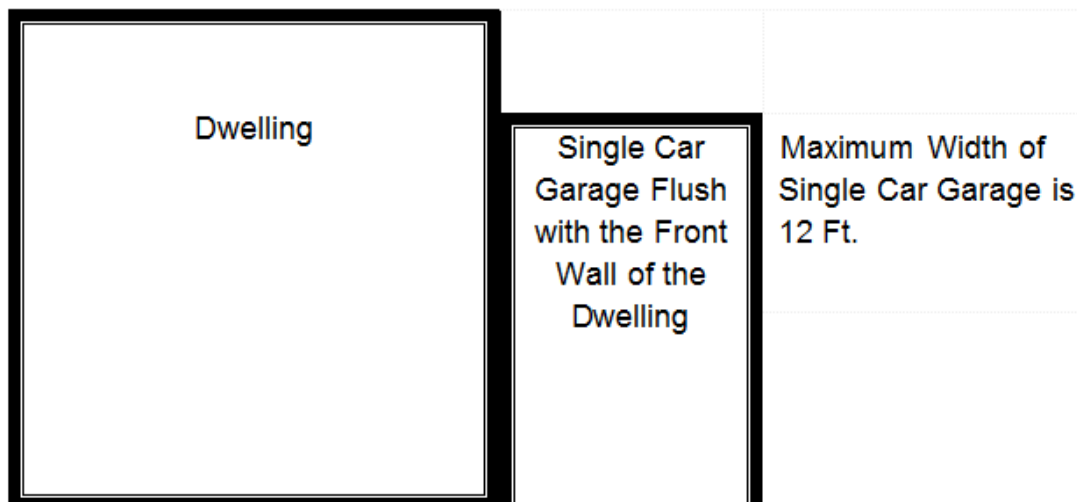 Dwelling
Single Car
Garage Flush
with the Front
Wall of the
Dwelling
Maximum Width of
Single Car Garage is
12 Ft.